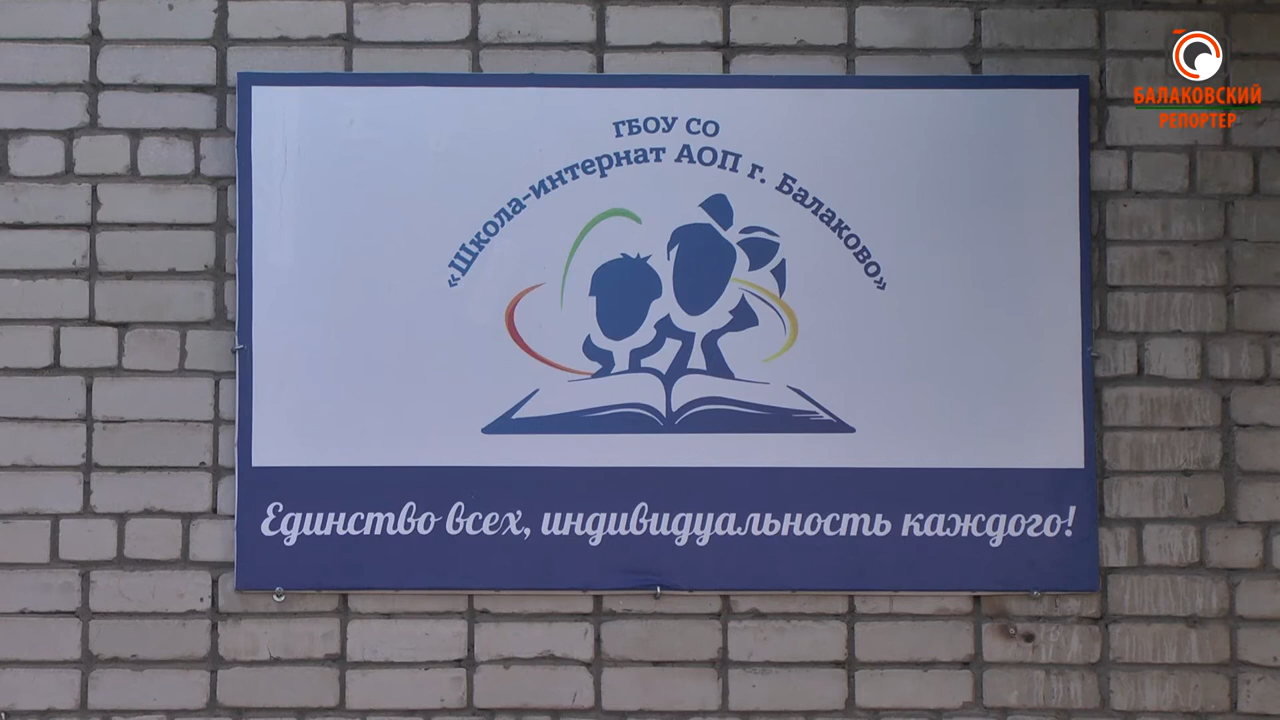 БАЛАКОВСКИЙ
РЕПОРТЕР
ГБОУ СО
«Школа-интернат АОП г. Балаково»
Единство всех, индивидуальность каждого!